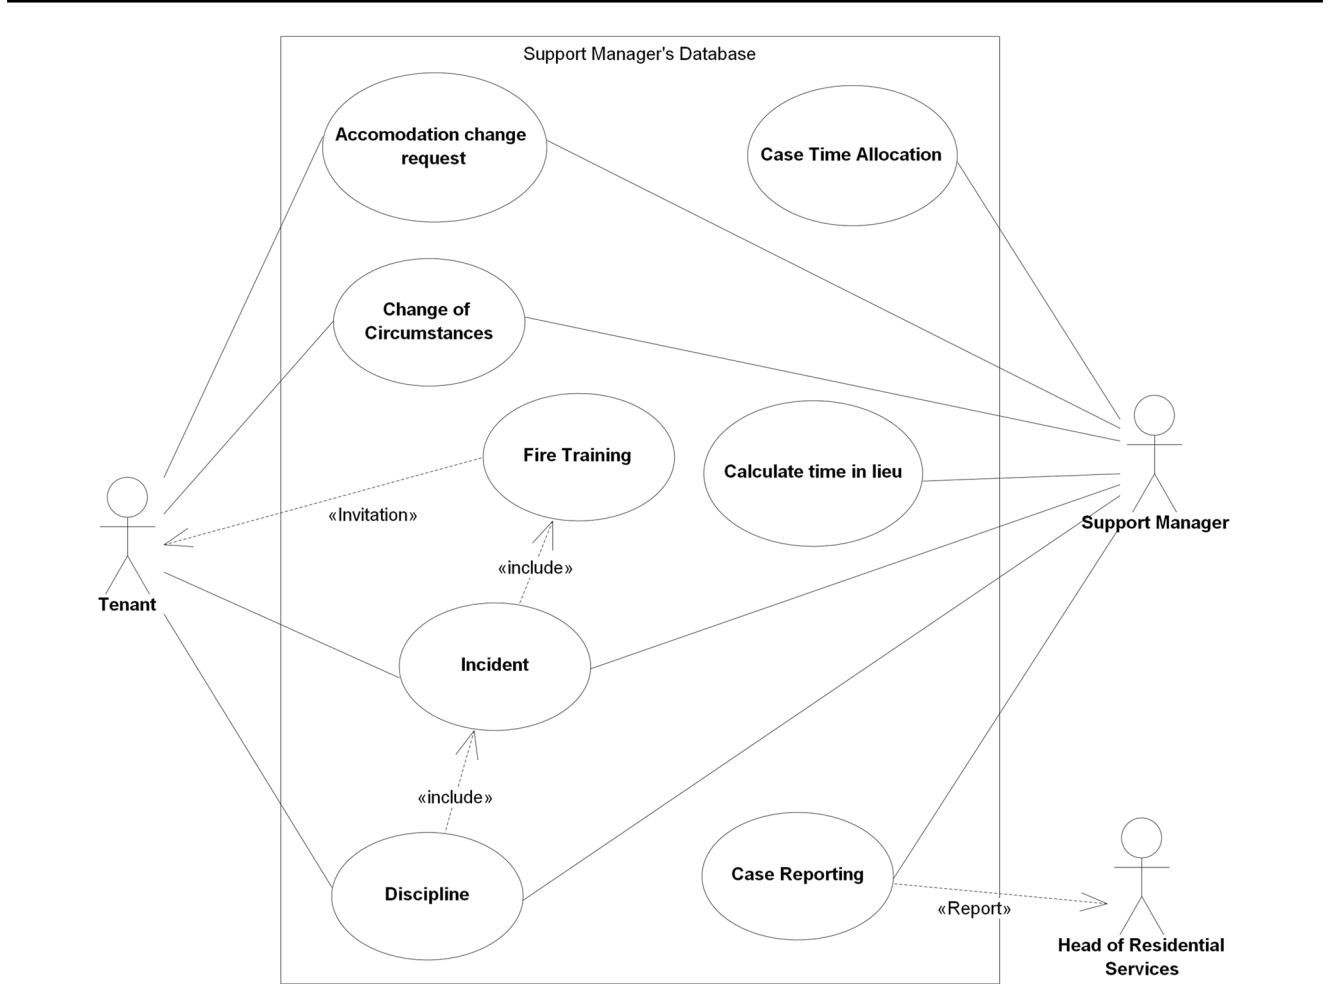 Support Manager's Database
Accomodation change
request
Case Time Allocation
Change of
Circumstances
Fire Training
Calculate time in lieu
«Invitation»
Support Manager
«include»
Tenant
Incident
«include»
Case Reporting
Discipline
«Report»
Head of Residential
Services